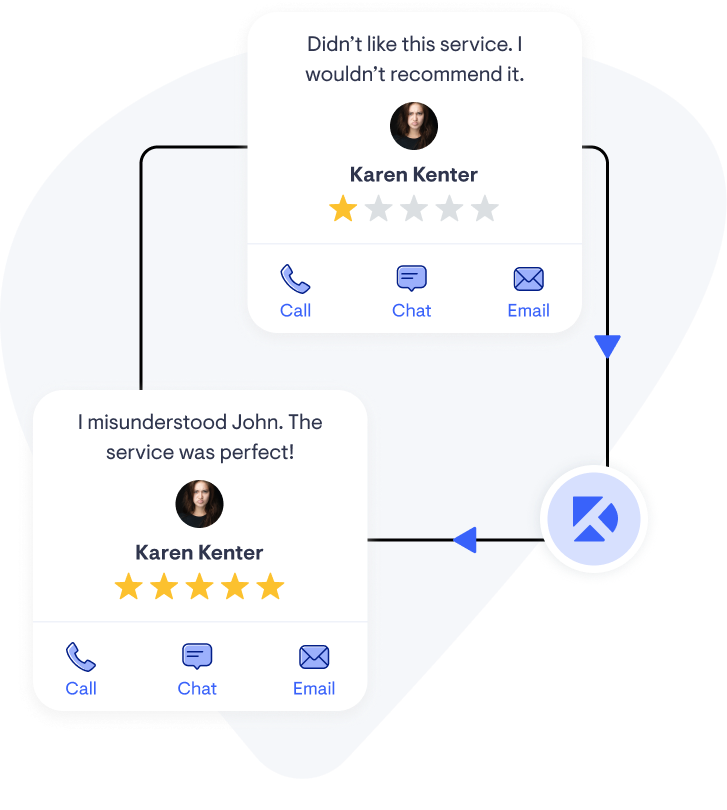 Didn’t like this service. I
wouldn’t recommend it.
Karen Kenter
Call Chat Email
I misunderstood John. The
service was perfect!
Karen Kenter
Call Chat Email